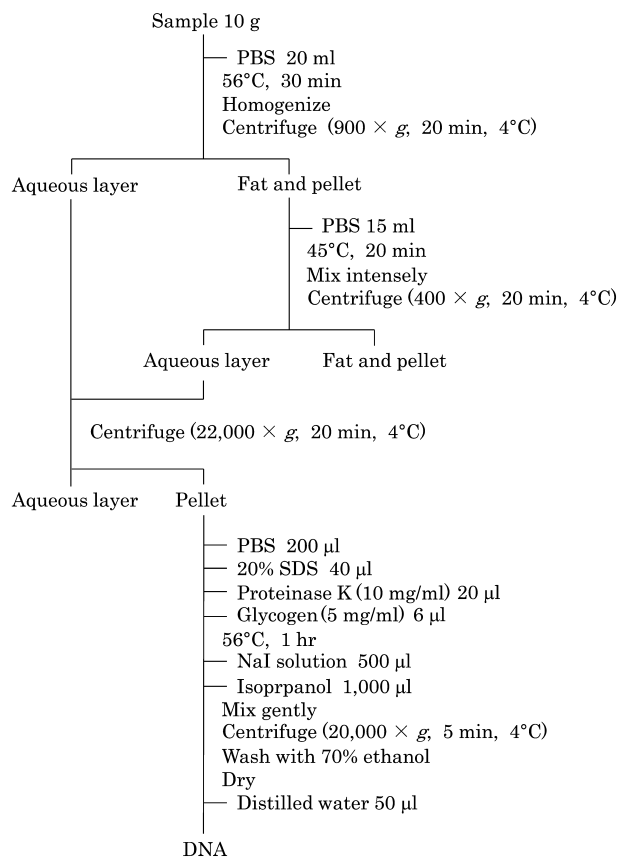 Sample 10 g
PBS 20 ml
56°C, 30 min
Homogenize
Centrifuge (900 × g, 20 min, 4°C)
Aqueous layer
Fat and pellet
PBS 15 ml
45°C, 20 min
Mix intensely
Centrifuge (400 × g, 20 min, 4°C)
Aqueous layer
Fat and pellet
Centrifuge (22,000 × g, 20 min, 4°C)
Aqueous layer
Pellet
PBS 200 μl
20% SDS 40 μl
Proteinase K (10 mg/ml) 20 μl
Glycogen (5 mg/ml) 6 μl
56°C, 1 hr
NaI solution 500 μl
Isoprpanol 1,000 μl
Mix gently
Centrifuge (20,000 × g, 5 min, 4°C)
Wash with 70% ethanol
Dry
Distilled water 50 μl
DNA